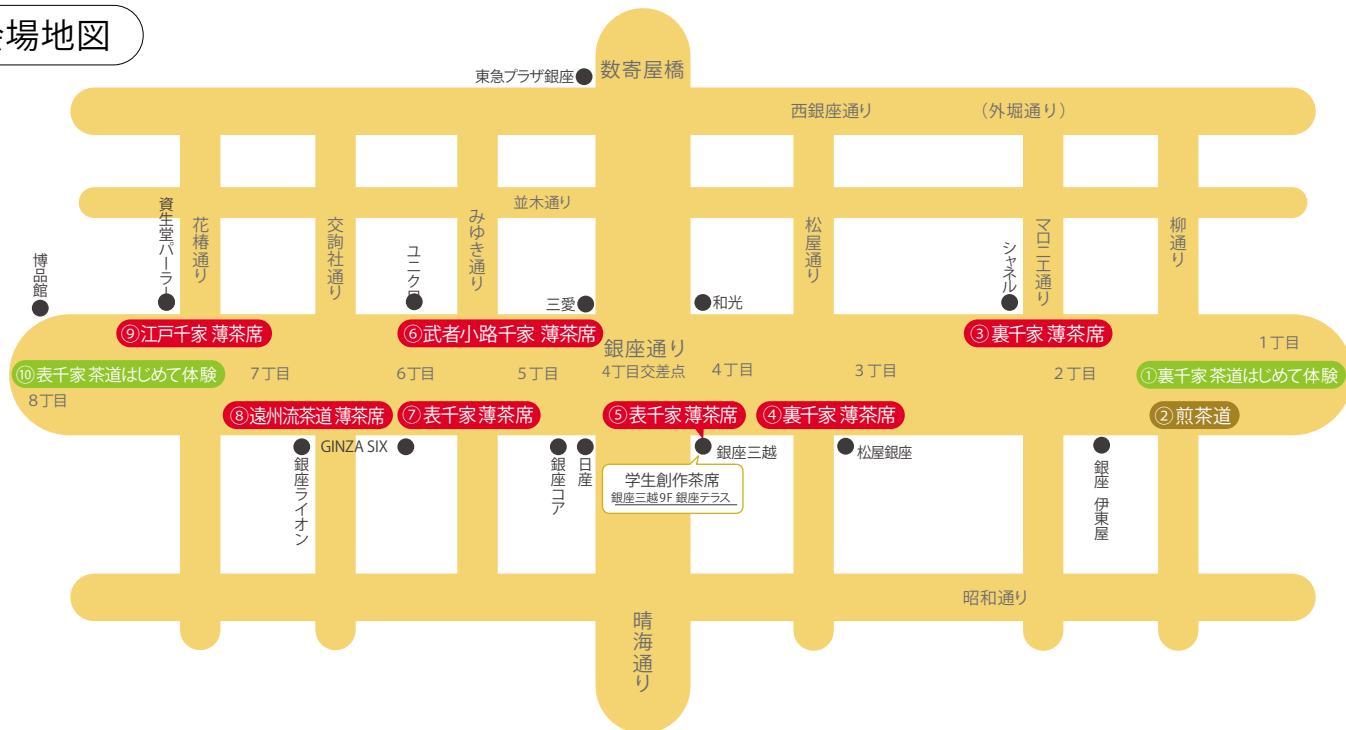 会場地図
東急プラザ銀座
数寄屋橋
西銀座通り
(外堀通り)
並木通り
資生堂パーラー
花椿通り
交詢社通り
みゆき通り
松屋通り
マロニエ通り
柳通り
博品館
ユニクロ
三愛
和光
シャネル
⑨江戸千家 薄茶席
⑥武者小路千家 薄茶席
③裏千家 薄茶席
銀座通り
4丁目交差点
1丁目
⑩表千家 茶道はじめて体験
7丁目
6丁目
5丁目
4丁目
3丁目
2丁目
①裏千家 茶道はじめて体験
8丁目
⑧遠州流茶道 薄茶席
⑦表千家 薄茶席
⑤表千家 薄茶席
④裏千家 薄茶席
②煎茶道
銀座ライオン
GINZA SIX
銀座コア
日産
銀座三越
松屋銀座
銀座 伊東屋
学生創作茶席
銀座三越9F 銀座テラス
昭和通り
晴海通り